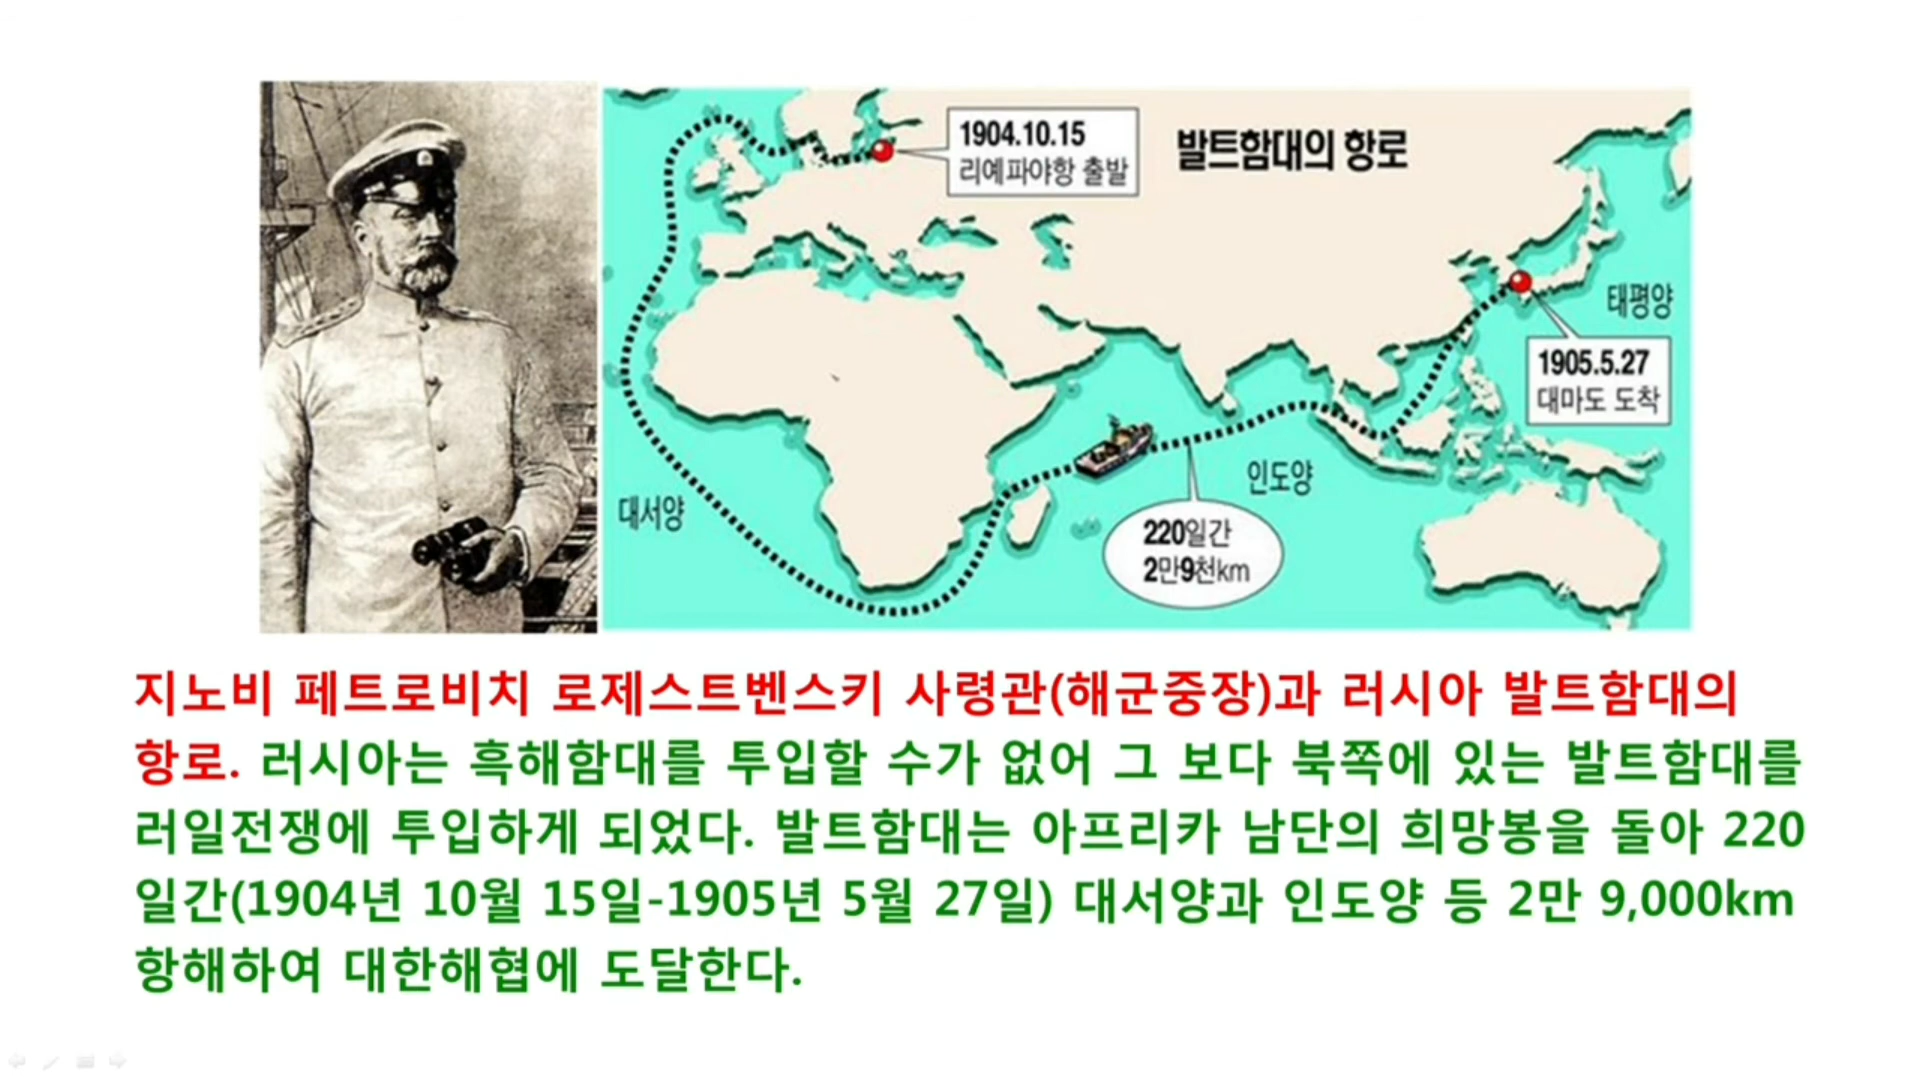 1904.10.15
리예파야항 출발
발트함대의 항로
태평양
1905.5.27
대마도 도착
대서양
인도양
220일간
2만9천km
지노비 페트로비치 로제스트벤스키 사령관(해군중장)과 러시아 발트함대의
항로. 러시아는 흑해함대를 투입할 수가 없어 그 보다 북쪽에 있는 발트함대를
러일전쟁에 투입하게 되었다. 발트함대는 아프리카 남단의 희망봉을 돌아 220
일간(1904년 10월 15일-1905년 5월 27일) 대서양과 인도양 등 2만 9,000km
항해하여 대한해협에 도달한다.